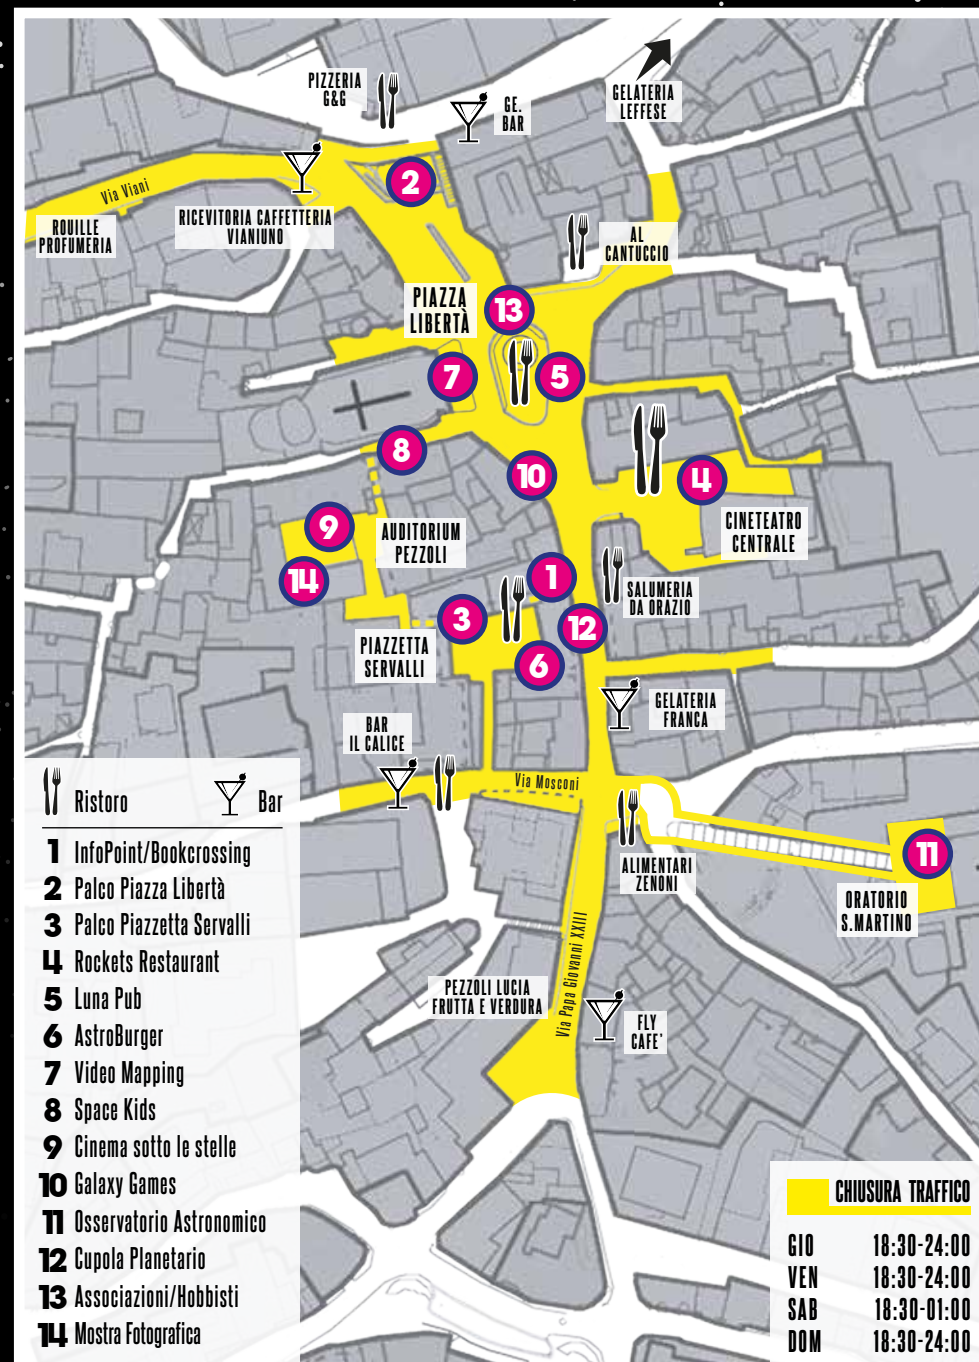 PIZZERIA
G&G
GE.
BAR
GELATERIA
LEFFESE
2
Via Viani
ROUILLE
PROFUMERIA
RICEVITORIA CAFFETTERIA
VIANIUNO
AL
CANTUCCIO
PIAZZA
LIBERTÀ
13
7
5
8
10
4
CINETEATRO
CENTRALE
9
AUDITORIUM
PEZZOLI
14
1
SALUMERIA
DA ORAZIO
3
12
PIAZZETTA
SERVALLI
6
GELATERIA
FRANCA
BAR
IL CALICE
Via Mosconi
ALIMENTARI
ZENONI
11
ORATORIO
S.MARTINO
PEZZOLI LUCIA
FRUTTA E VERDURA
Via Papa Giovanni XXIII
FLY
CAFE'
Ristoro
Bar
1 InfoPoint/Bookcrossing
2 Palco Piazza Libertà
3 Palco Piazzetta Servalli
4 Rockets Restaurant
5 Luna Pub
6 AstroBurger
7 Video Mapping
8 Space Kids
9 Cinema sotto le stelle
10 Galaxy Games
11 Osservatorio Astronomico
12 Cupola Planetario
13 Associazioni/Hobbisti
14 Mostra Fotografica
CHIUSURA TRAFFICO
GIO 18:30-24:00
VEN 18:30-24:00
SAB 18:30-01:00
DOM 18:30-24:00